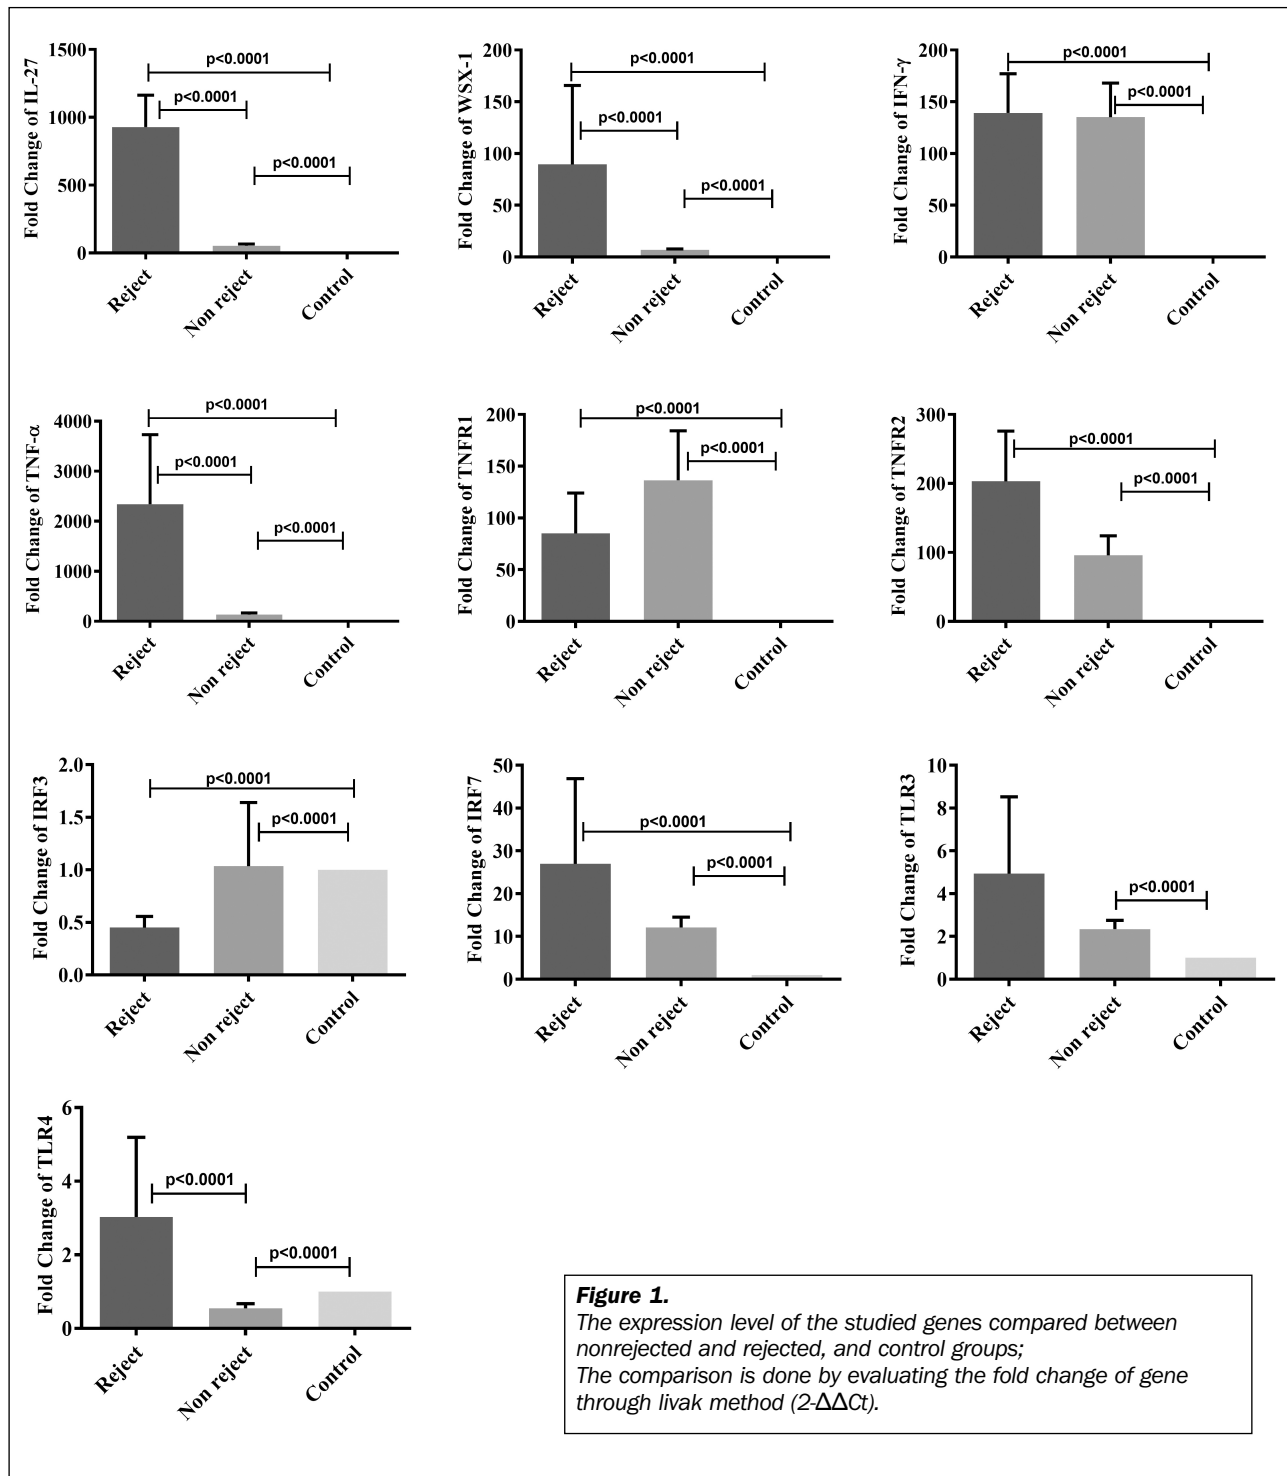 Fold Change of IL-27
1500
1000
500
0
p<0.0001
p<0.0001
p<0.0001
Reject
Non reject
Control
Fold Change of WSX-1
200
150
100
50
0
p<0.0001
p<0.0001
p<0.0001
Reject
Non reject
Control
Fold Change of IFN-γ
200
150
100
50
0
p<0.0001
p<0.0001
Reject
Non reject
Control
Fold Change of TNF-α
4000
3000
2000
1000
0
p<0.0001
p<0.0001
p<0.0001
Reject
Non reject
Control
Fold Change of TNFR1
200
150
100
50
0
p<0.0001
p<0.0001
Reject
Non reject
Control
Fold Change of TNFR2
300
200
100
0
p<0.0001
p<0.0001
Reject
Non reject
Control
Fold Change of IRF3
2.0
1.5
1.0
0.5
0.0
p<0.0001
p<0.0001
Reject
Non reject
Control
Fold Change of IRF7
50
40
30
20
10
0
p<0.0001
p<0.0001
Reject
Non reject
Control
Fold Change of TLR3
10
8
6
4
2
0
p<0.0001
Reject
Non reject
Control
Fold Change of TLR4
6
4
2
0
p<0.0001
p<0.0001
Reject
Non reject
Control
Figure 1.
The expression level of the studied genes compared between
nonrejected and rejected, and control groups;
The comparison is done by evaluating the fold change of gene
through livak method (2-ΔΔCt).